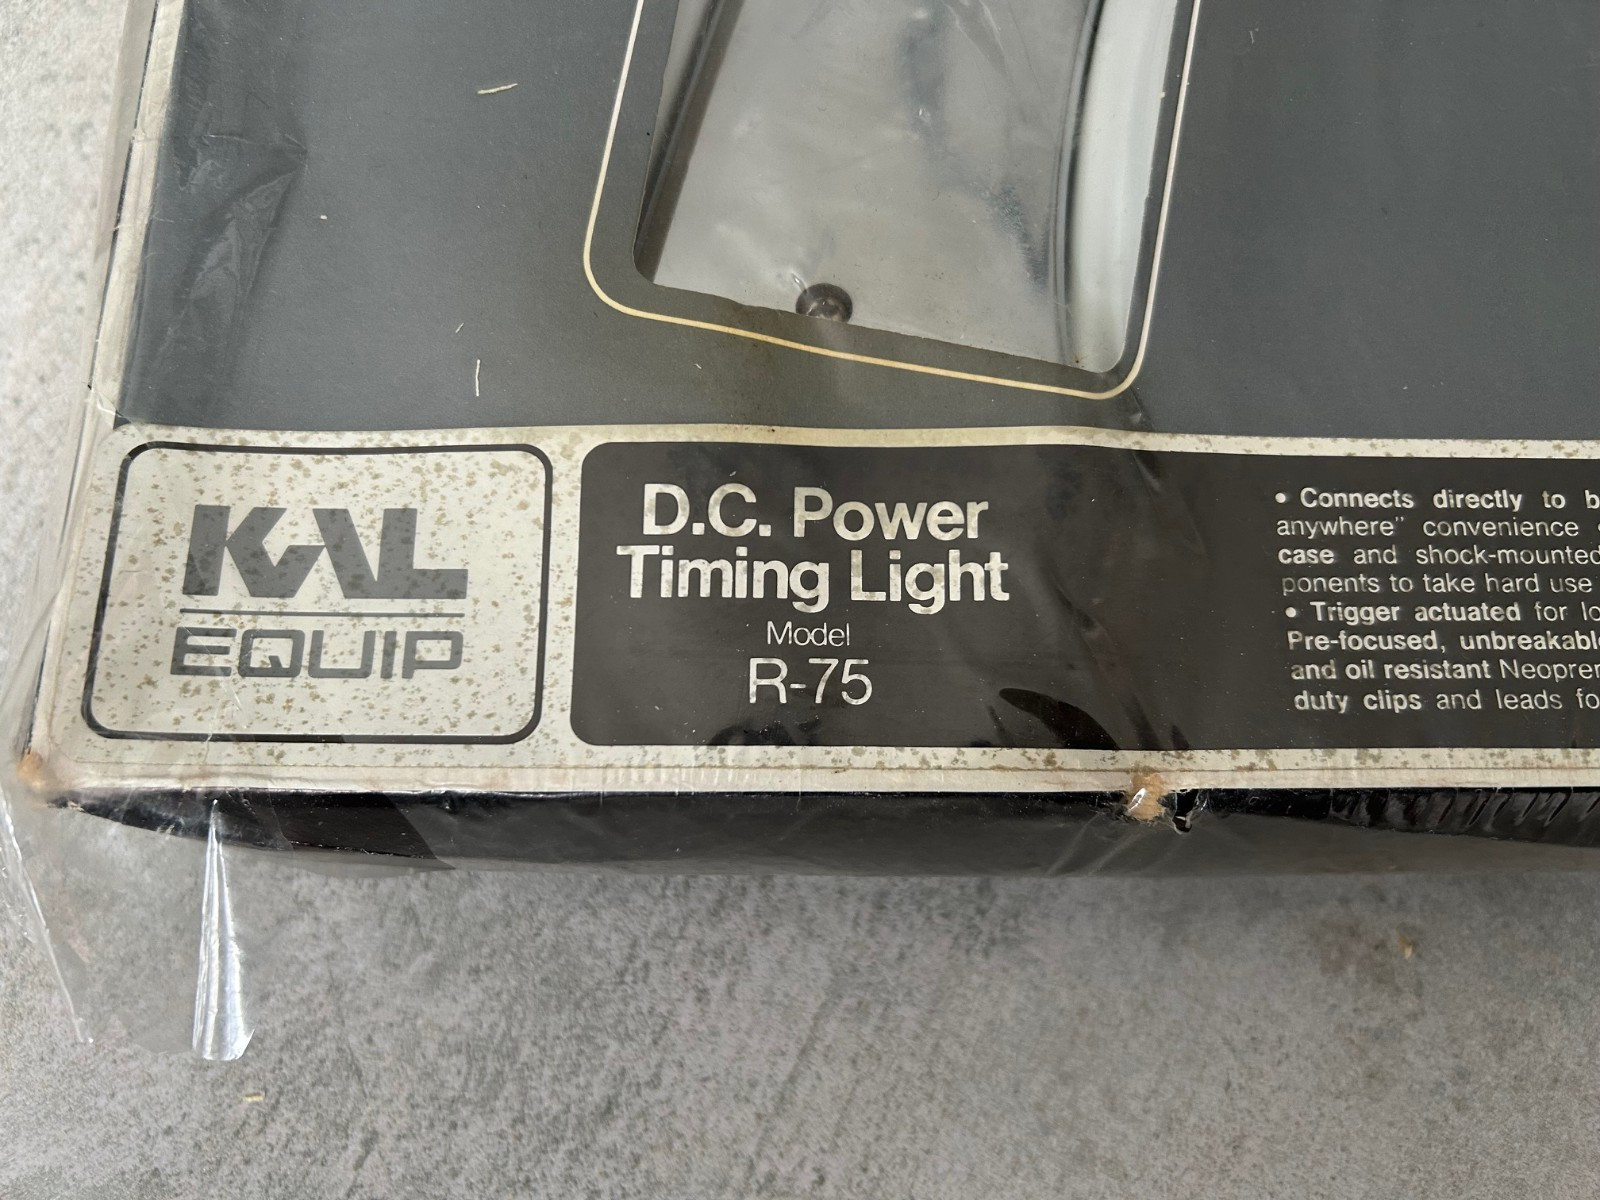 KAL
EQUIP
D.C. Power
Timing Light
Model
R-75
• Connects directly to
anywhere" convenience
case and shock-mounted
ponents to take hard use
• Trigger actuated for
Pre-focused,
and oil resistant
duty clips and leads